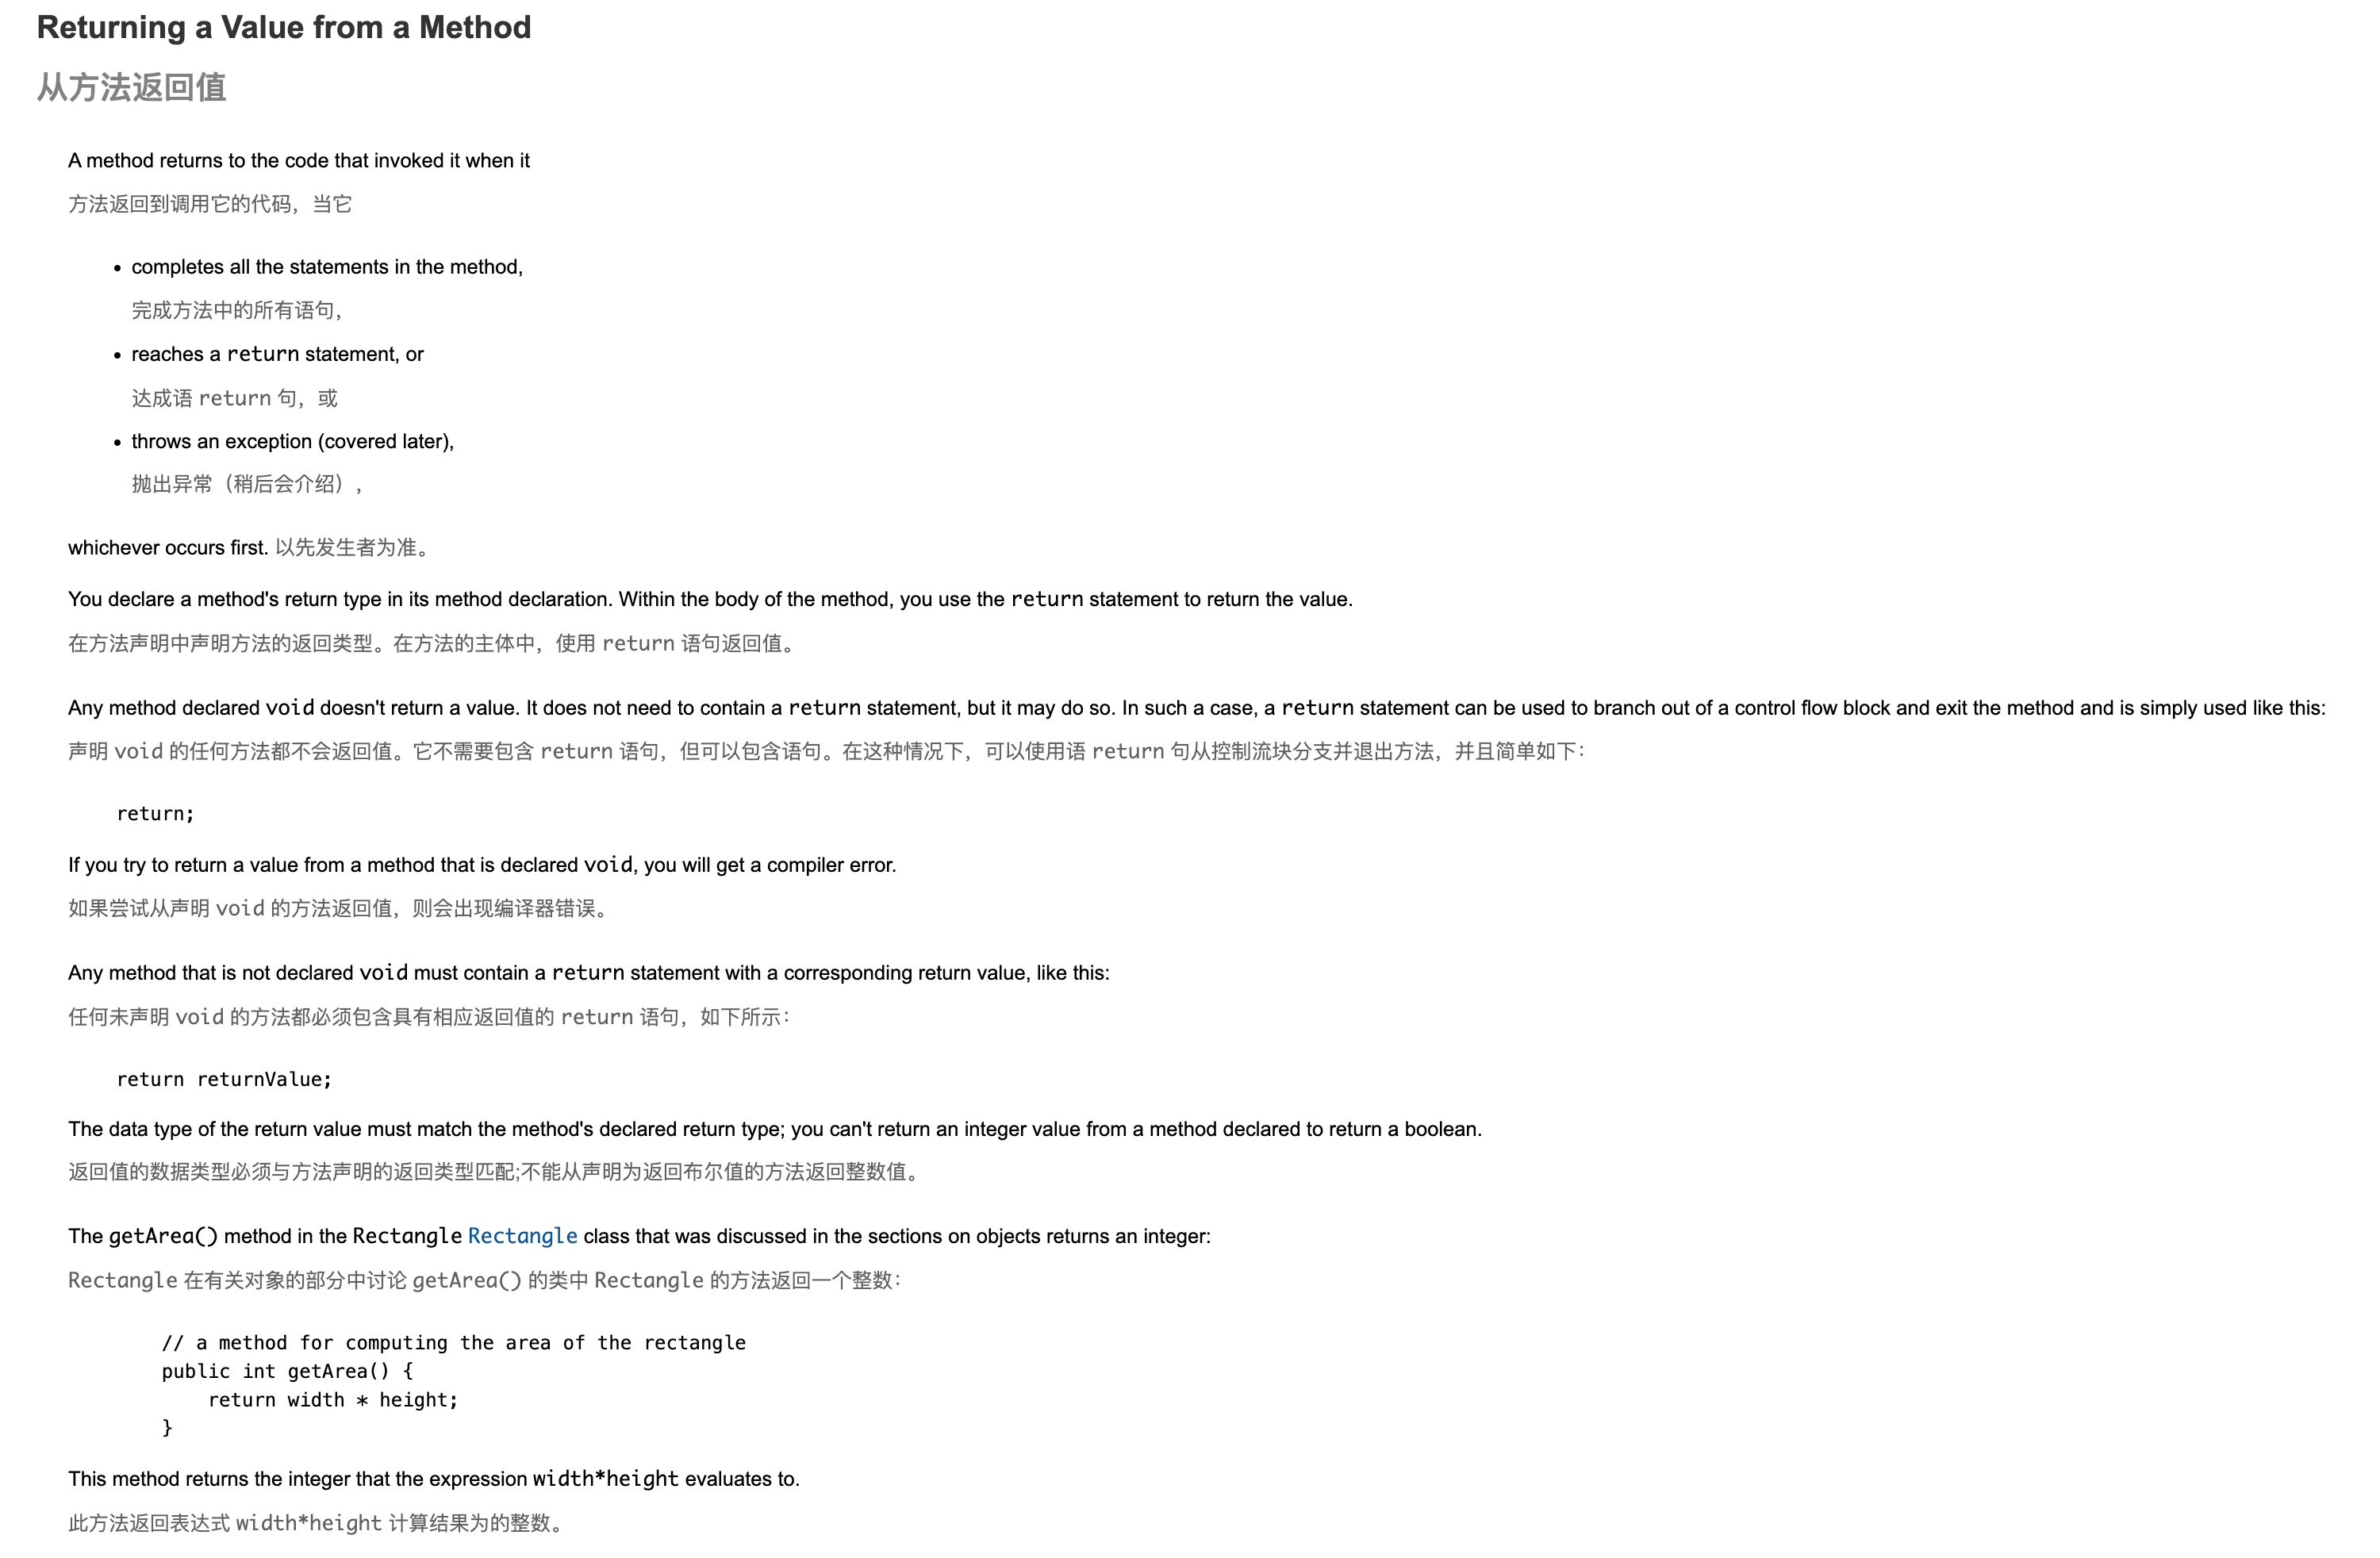 Returning a Value from a Method
从方法返回值
A method returns to the code that invoked it when it
方法返回到调用它的代码，当它
• completes all the statements in the method,
完成方法中的所有语句，
• reaches a return statement, or
达成语 return 句，或
• throws an exception (covered later),
抛出异常（稍后会介绍），
whichever occurs first. 以先发生者为准。
You declare a method's return type in its method declaration. Within the body of the method, you use the return statement to return the value.
在方法声明中声明方法的返回类型。在方法的主体中，使用 return 语句返回值。
Any method declared void doesn't return a value. It does not need to contain a return statement, but it may do so. In such a case, a return statement can be used to branch out of a control flow block and exit the method and is simply used like this:
声明 void 的任何方法都不会返回值。它不需要包含 return 语句，但可以包含语句。在这种情况下，可以使用语 return 句从控制流块分支并退出方法，并且简单如下：
return;
If you try to return a value from a method that is declared void, you will get a compiler error.
如果尝试从声明 void 的方法返回值，则会出现编译器错误。
Any method that is not declared void must contain a return statement with a corresponding return value, like this:
任何未声明 void 的方法都必须包含具有相应返回值的 return 语句，如下所示：
return returnValue;
The data type of the return value must match the method's declared return type; you can't return an integer value from a method declared to return a boolean.
返回值的数据类型必须与方法声明的返回类型匹配;不能从声明为返回布尔值的方法返回整数值。
The getArea() method in the Rectangle Rectangle class that was discussed in the sections on objects returns an integer:
Rectangle 在有关对象的部分中讨论 getArea() 的类中 Rectangle 的方法返回一个整数：
// a method for computing the area of the rectangle
public int getArea() {
return width * height;
}
This method returns the integer that the expression width*height evaluates to.
此方法返回表达式 width*height 计算结果为的整数。